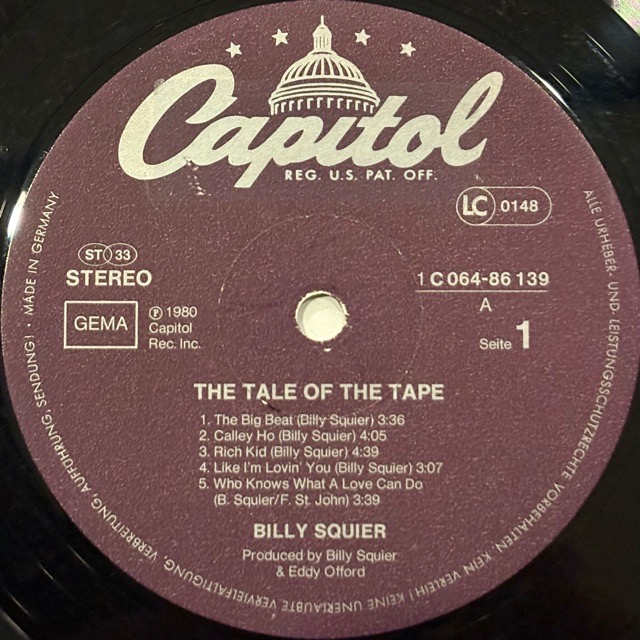 Capitol
REG. U.S. PAT. OFF.
LC 0148
ST 33
STEREO
GEMA
℗ 1980
Capitol
Rec. Inc.
1 C 064-86 139
A
Seite 1
THE TALE OF THE TAPE
1. The Big Beat (Billy Squier) 3:36
2. Calley Ho (Billy Squier) 4:05
3. Rich Kid (Billy Squier) 4:39
4. Like I'm Lovin' You (Billy Squier) 3:07
5. Who Knows What A Love Can Do
(B. Squier/F. St. John) 3:39
BILLY SQUIER
Produced by Billy Squier
& Eddy Offord
ALLE URHEBER- UND LEISTUNGSSCHUTZRECHTE VORBEHALTEN. KEIN VERLEIH! KEINE UNERLAUBTE VERVIELFÄLTIGUNG, VERBREITUNG, AUFFÜHRUNG, SENDUNG! · MADE IN GERMANY